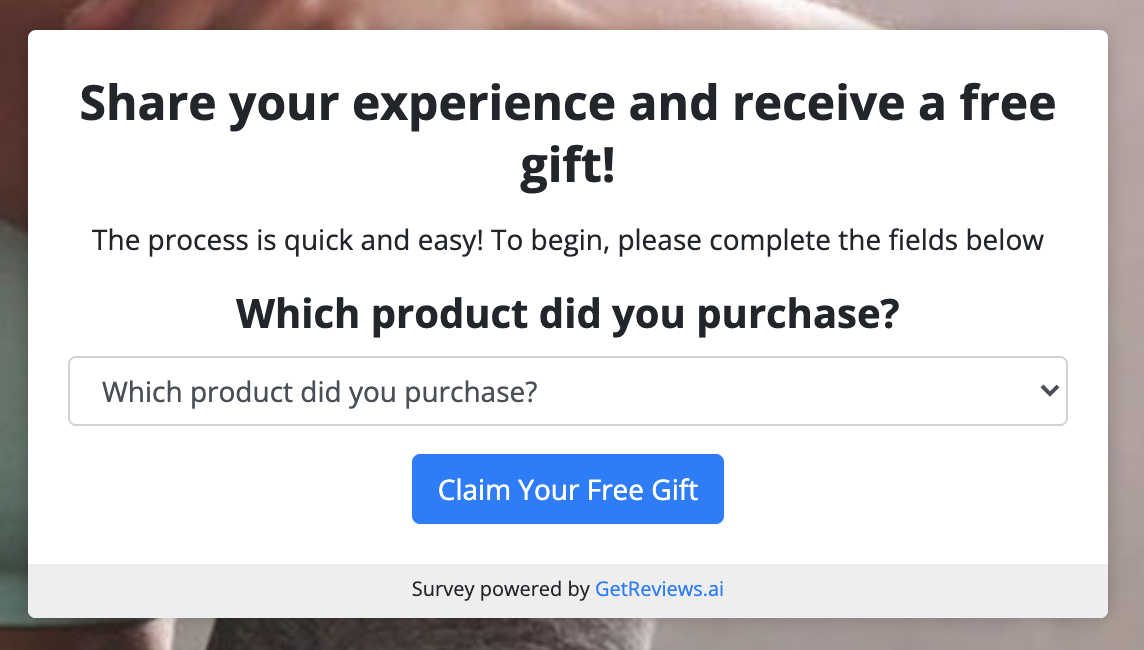 Share your experience and receive a free
gift!
The process is quick and easy! To begin, please complete the fields below
Which product did you purchase?
Which product did you purchase?
Claim Your Free Gift
Survey powered by GetReviews.ai